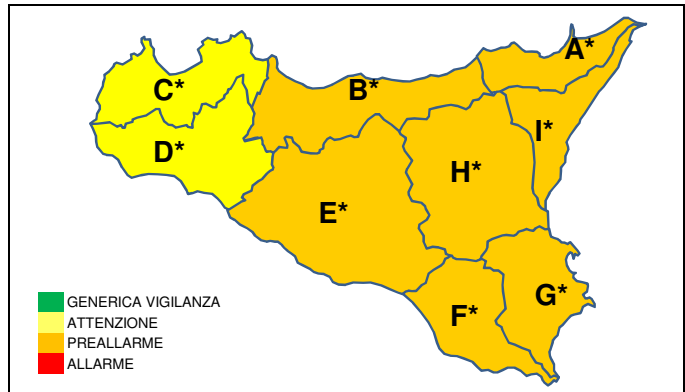 A*
C*
B*
I*
D*
H*
E*
G*
F*
GENERICA VIGILANZA
ATTENZIONE
PREALLARME
ALLARME